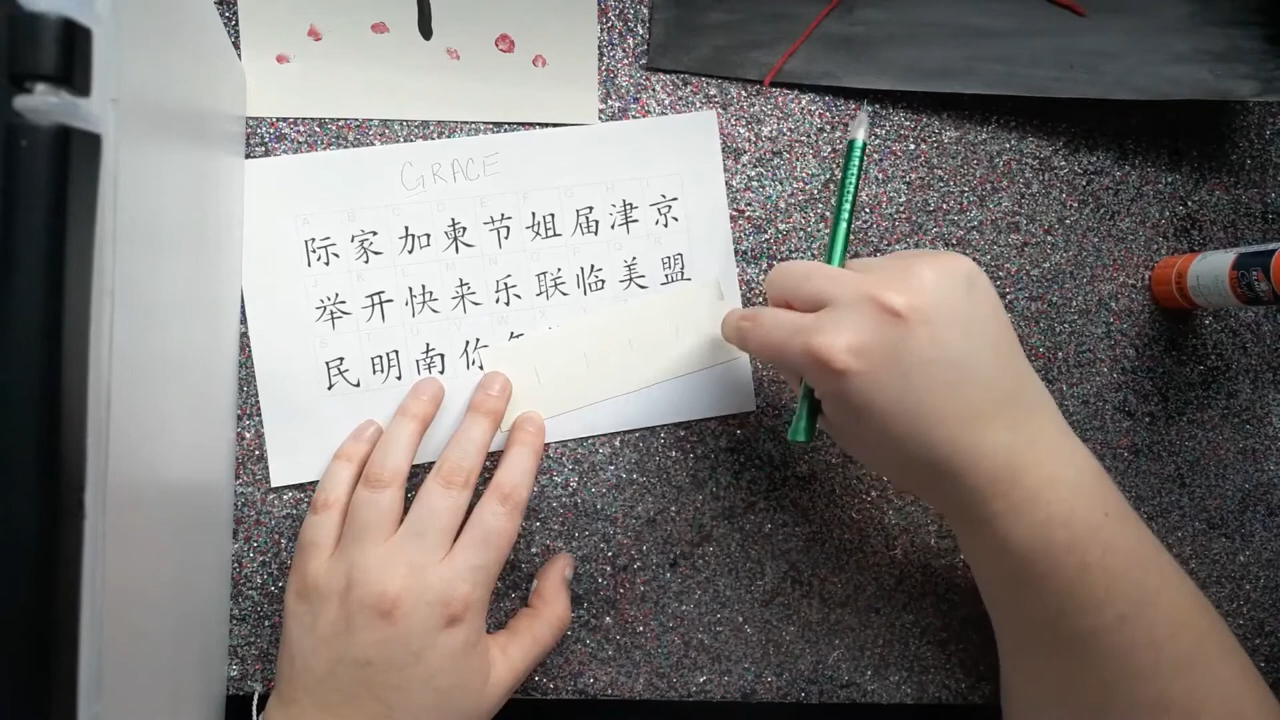 GRACE
A B C D E F G H I
际 家 加 柬 节 姐 届 津 京
J K L M N O P Q R
举 开 快 来 乐 联 临 美 盟
S T U V W X
民 明 南 你